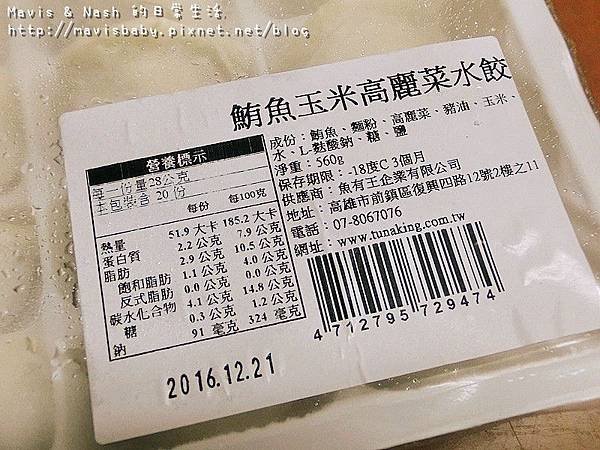 Mavis & Nash 的日常生活
http://mavisbaby.pixnet.net/blog
鮪魚玉米高麗菜水餃
成份：鮪魚、麵粉、高麗菜、豬油、玉米、
水、L-麩酸鈉、糖、鹽
淨重：560g
保存期限：-18度C 3個月
供應商：魚有王企業有限公司
地址：高雄市前鎮區復興四路12號2樓之11
電話：07-8067076
網址：www.tunaking.com.tw
4712795729474
營養標示
每一份量28公克
本包裝含 20 份
每份 每100克
熱量 51.9 大卡 185.2 大卡
蛋白質 2.2 公克 7.9 公克
脂肪 2.9 公克 10.5 公克
飽和脂肪 1.1 公克 4.0 公克
反式脂肪 0.0 公克 0.0 公克
碳水化合物 4.1 公克 14.8 公克
糖 0.3 公克 1.2 公克
鈉 91 毫克 324 毫克
2016.12.21